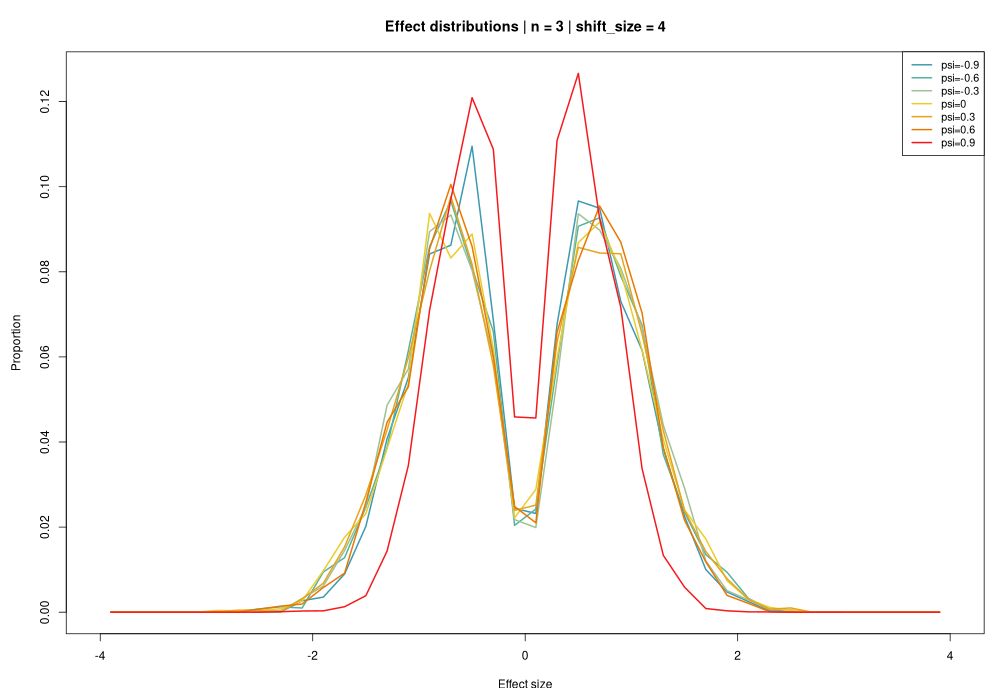 Effect distributions | n = 3 | shift_size = 4
psi=-0.9
psi=-0.6
psi=-0.3
psi=0
psi=0.3
psi=0.6
psi=0.9
Proportion
0.12
0.10
0.08
0.06
0.04
0.02
0.00
-4 -2 0 2 4
Effect size